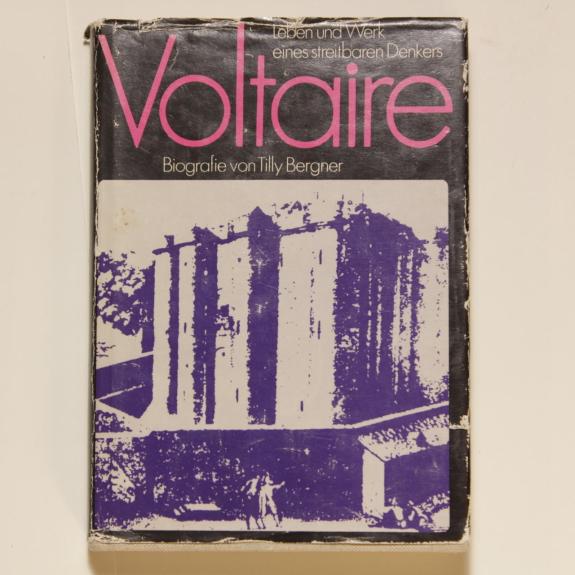 Leben und Werk
eines streitbaren Denkers
Voltaire
Biografie von Tilly Bergner